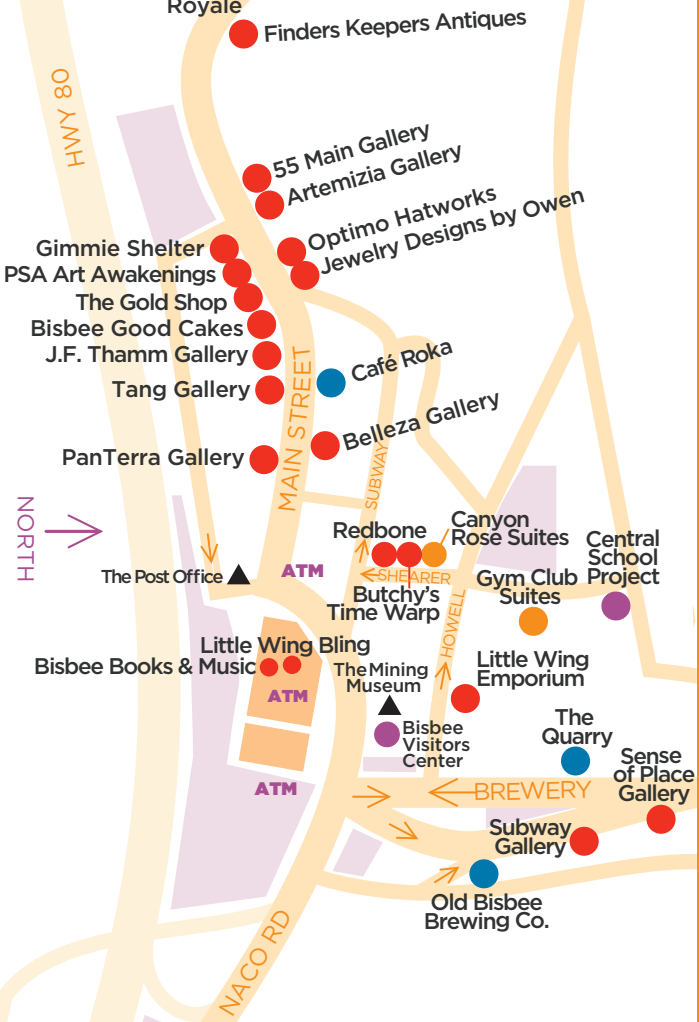 Royale
Finders Keepers Antiques
HWY 80
55 Main Gallery
Artemizia Gallery
Optimo Hatworks
Jewelry Designs by Owen
Gimmie Shelter
PSA Art Awakenings
The Gold Shop
Bisbee Good Cakes
J.F. Thamm Gallery
Tang Gallery
MAIN STREET
Café Roka
Belleza Gallery
PanTerra Gallery
SUBWAY
NORTH
Redbone
Canyon
Rose Suites
Central
School
Project
The Post Office
ATM
SHEARER
Gym Club
Suites
Butchy's
Time Warp
HOWELL
Little Wing Bling
Bisbee Books & Music
ATM
The Mining
Museum
Little Wing
Emporium
Bisbee
Visitors
Center
The
Quarry
Sense
of Place
Gallery
ATM
BREWERY
Subway
Gallery
Old Bisbee
Brewing Co.
NACO RD